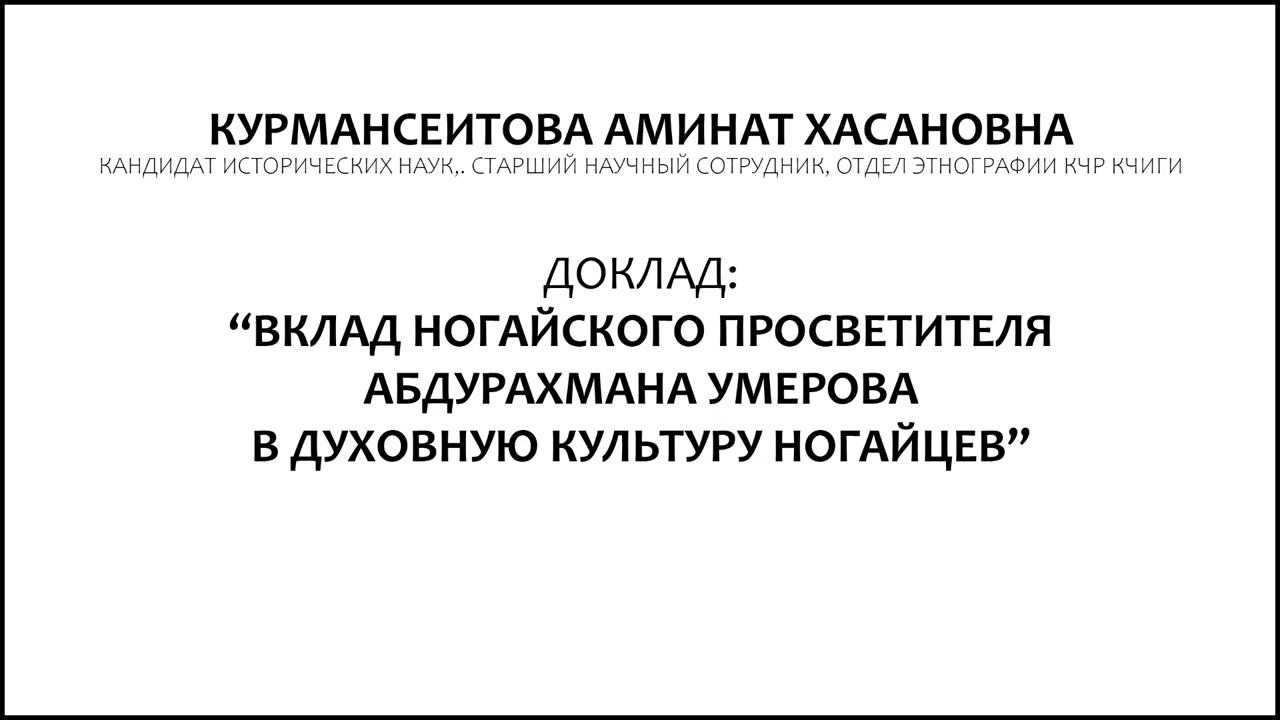 КУРМАНСЕИТОВА АМИНАТ ХАСАНОВНА
КАНДИДАТ ИСТОРИЧЕСКИХ НАУК,. СТАРШИЙ НАУЧНЫЙ СОТРУДНИК, ОТДЕЛ ЭТНОГРАФИИ КЧР КЧИГИ
ДОКЛАД:
“ВКЛАД НОГАЙСКОГО ПРОСВЕТИТЕЛЯ
АБДУРАХМАНА УМЕРОВА
В ДУХОВНУЮ КУЛЬТУРУ НОГАЙЦЕВ”